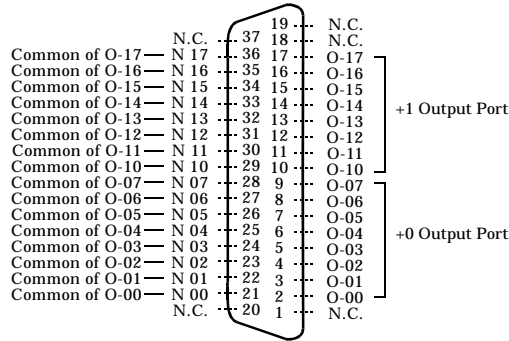 19 N.C.
N.C. 37 18 N.C.
Common of O-17 N 17 36 17 O-17
Common of O-16 N 16 35 16 O-16
Common of O-15 N 15 34 15 O-15
Common of O-14 N 14 33 14 O-14
Common of O-13 N 13 32 13 O-13
Common of O-12 N 12 31 12 O-12
Common of O-11 N 11 30 11 O-11
Common of O-10 N 10 29 10 O-10
+1 Output Port
Common of O-07 N 07 28 9 O-07
Common of O-06 N 06 27 8 O-06
Common of O-05 N 05 26 7 O-05
Common of O-04 N 04 25 6 O-04
Common of O-03 N 03 24 5 O-03
Common of O-02 N 02 23 4 O-02
Common of O-01 N 01 22 3 O-01
Common of O-00 N 00 21 2 O-00
+0 Output Port
N.C. 20 1 N.C.